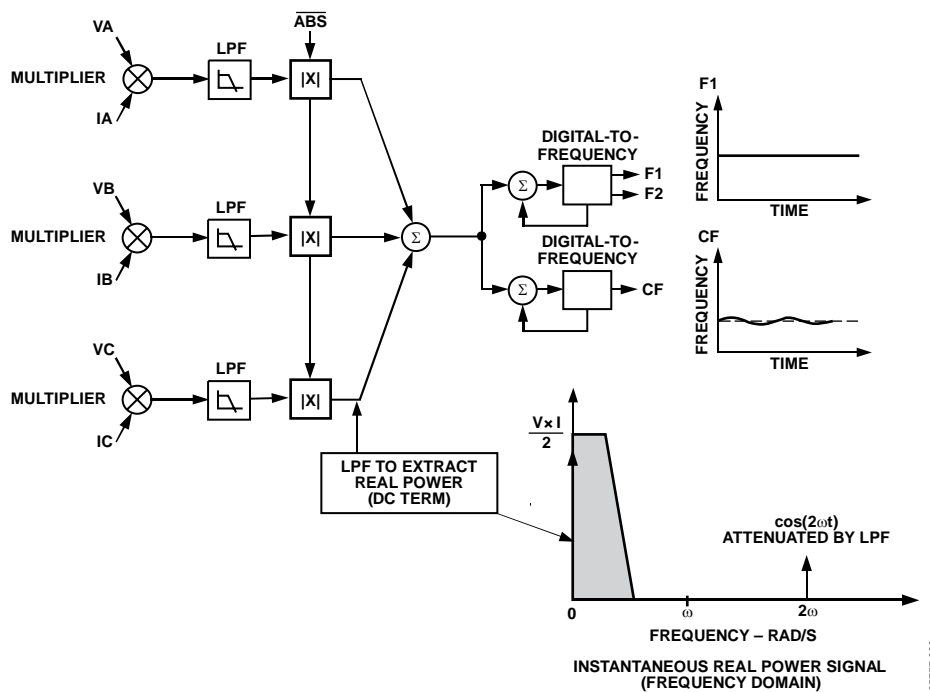 VA
ABS
LPF
MULTIPLIER
|X|
IA
F1
FREQUENCY
TIME
DIGITAL-TO-
FREQUENCY
Σ
F1
F2
VB
LPF
MULTIPLIER
|X|
Σ
IB
DIGITAL-TO-
FREQUENCY
Σ
CF
CF
FREQUENCY
TIME
VC
LPF
MULTIPLIER
|X|
IC
LPF TO EXTRACT
REAL POWER
(DC TERM)
V × I
2
cos(2ωt)
ATTENUATED BY LPF
0
ω
2ω
FREQUENCY – RAD/S
INSTANTANEOUS REAL POWER SIGNAL
(FREQUENCY DOMAIN)